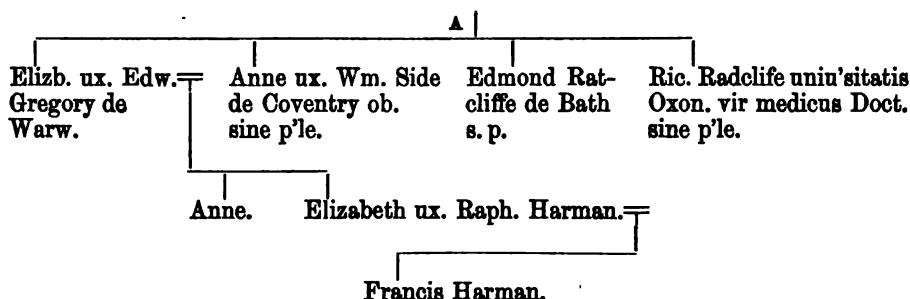 A
Elizb. ux. Edw.
Gregory de
Warw.
Anne ux. Wm. Side
de Coventry ob.
sine p'le.
Edmond Rat-
cliffe de Bath
s. p.
Ric. Radclife uniu'sitatis
Oxon. vir medicus Doct.
sine p'le.
Anne.
Elizabeth ux. Raph. Harman.
Francis Harman.